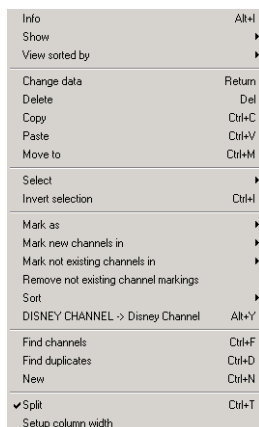 Info Alt+I
Show
View sorted by
Change data Return
Delete Del
Copy Ctrl+C
Paste Ctrl+V
Move to Ctrl+M
Select
Invert selection Ctrl+I
Mark as
Mark new channels in
Mark not existing channels in
Remove not existing channel markings
Sort
DISNEY CHANNEL -> Disney Channel Alt+Y
Find channels Ctrl+F
Find duplicates Ctrl+D
New Ctrl+N
Split Ctrl+T
Setup column width